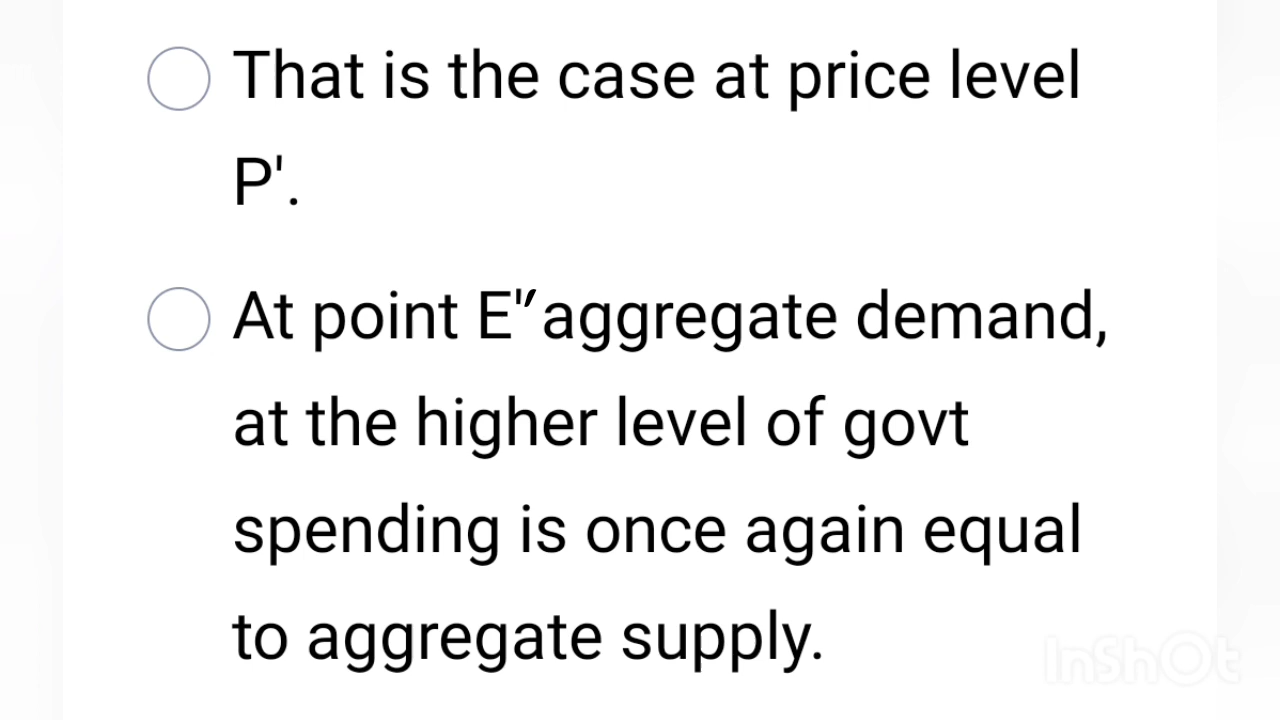 That is the case at price level
P'.
At point E'′ aggregate demand,
at the higher level of govt
spending is once again equal
to aggregate supply.
InShOt